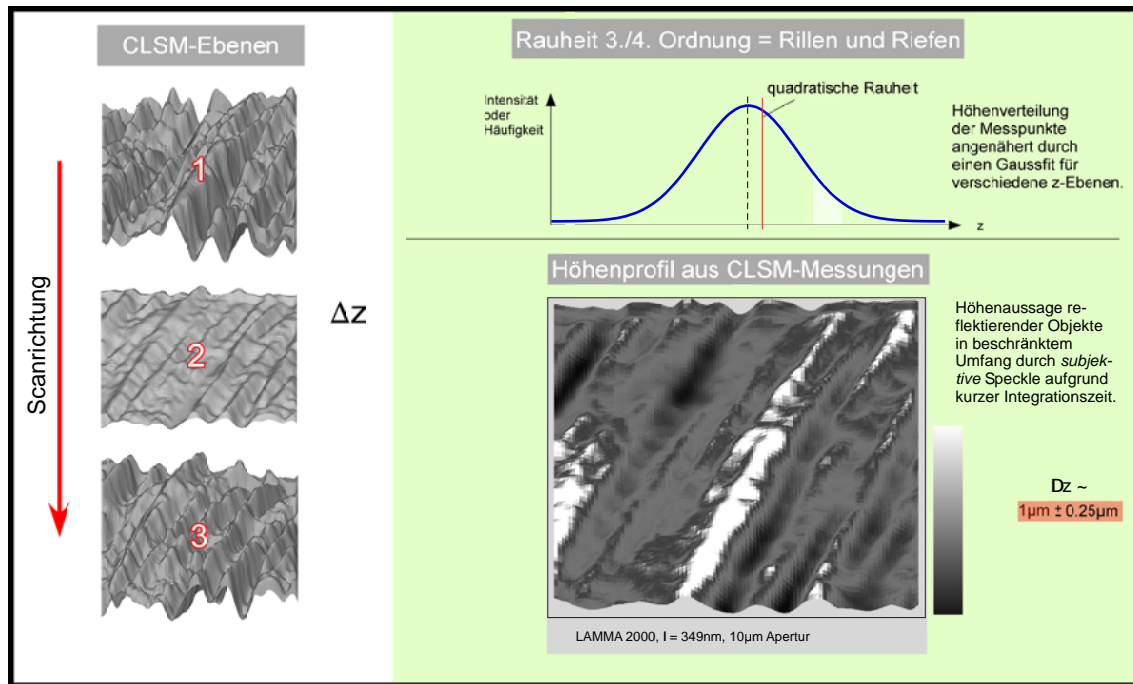 CLSM-Ebenen
Scanrichtung
1
2
3
Δz
Rauheit 3./4. Ordnung = Rillen und Riefen
Intensität
oder
Häufigkeit
quadratische Rauheit
z
Höhenverteilung
der Messpunkte
angenähert durch
einen Gaussfit für
verschiedene z-Ebenen.
Höhenprofil aus CLSM-Messungen
Höhenaussage re-
flektierender Objekte
in beschränktem
Umfang durch subjek-
tive Speckle aufgrund
kurzer Integrationszeit.
Dz ~
1µm ± 0.25µm
LAMMA 2000, l = 349nm, 10µm Apertur